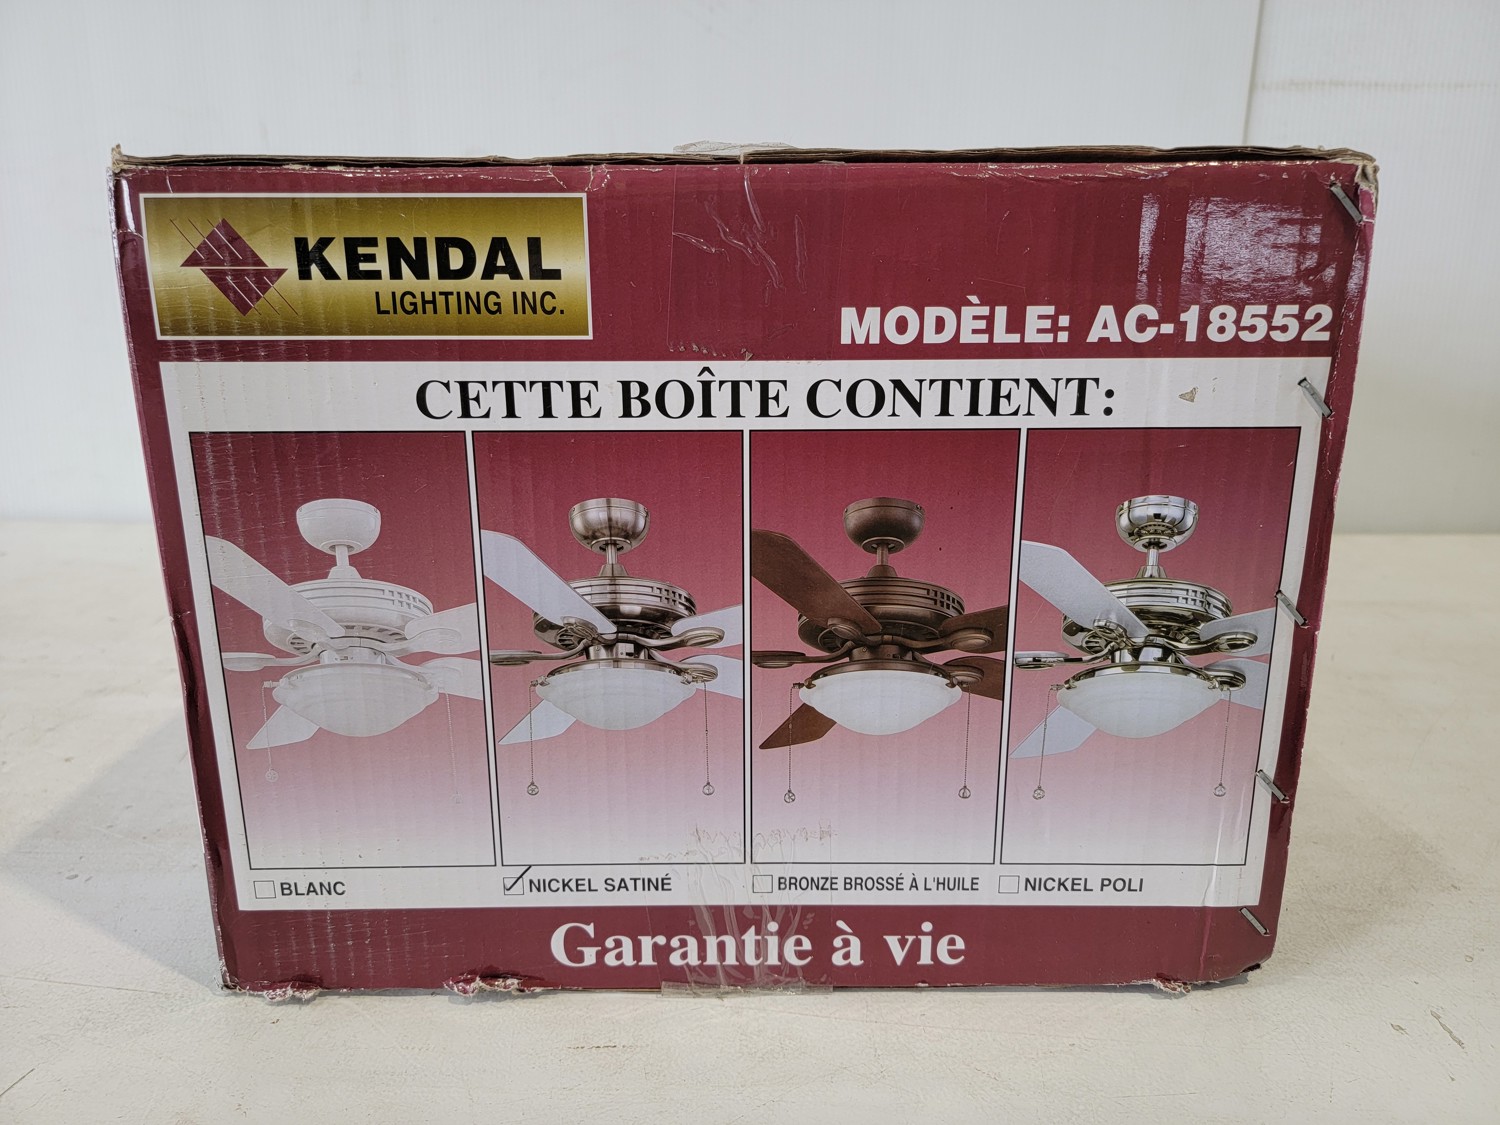 KENDAL
LIGHTING INC.
MODÈLE: AC-18552
CETTE BOÎTE CONTIENT:
BLANC
NICKEL SATINÉ
BRONZE BROSSÉ À L'HUILE
NICKEL POLI
Garantie à vie